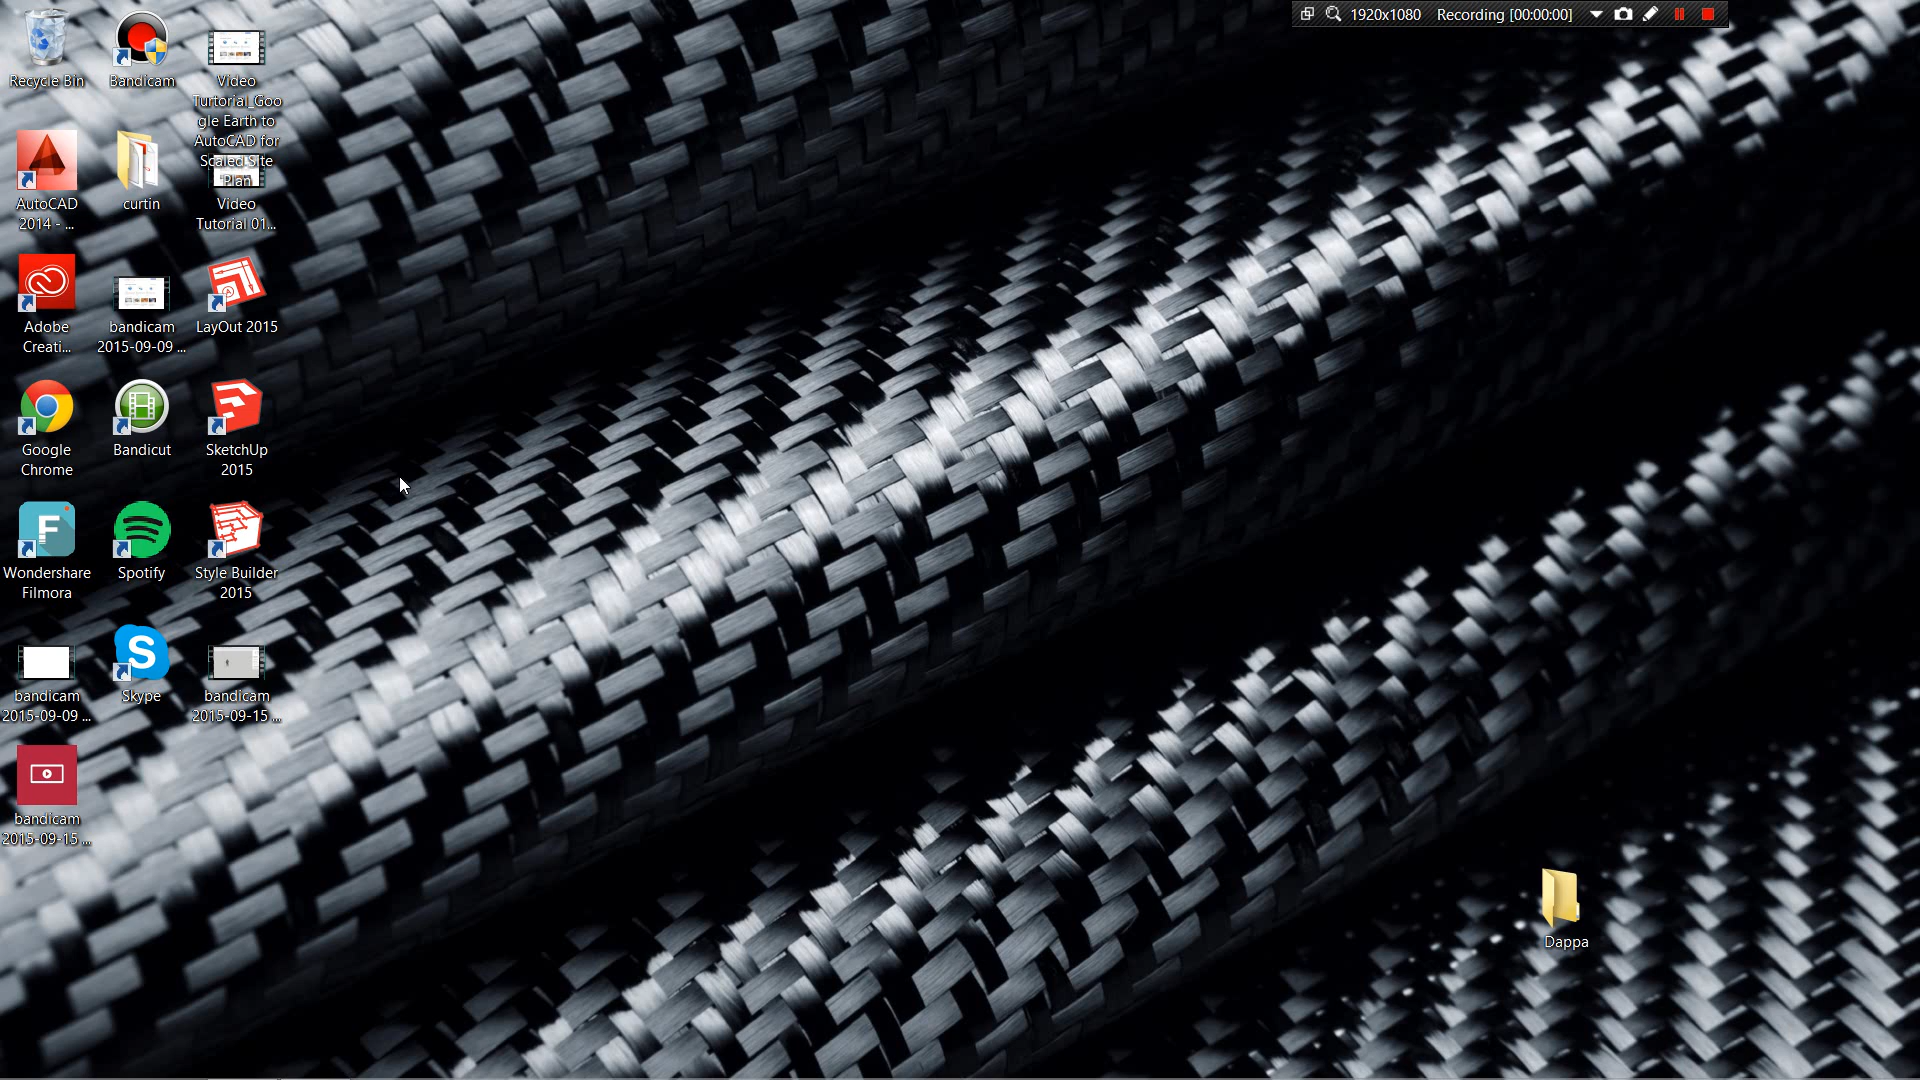 1920x1080 Recording [00:00:00]
Recycle Bin
Bandicam
Video
Turtorial_Goo
gle Earth to
AutoCAD for
Scaled Site
Plan
AutoCAD
2014 - ...
curtin
Video
Tutorial 01...
Adobe
Creati...
bandicam
2015-09-09 ...
LayOut 2015
Google
Chrome
Bandicut
SketchUp
2015
F
Wondershare
Filmora
Spotify
Style Builder
2015
bandicam
2015-09-09 ...
S
Skype
bandicam
2015-09-15 ...
bandicam
2015-09-15 ...
Dappa